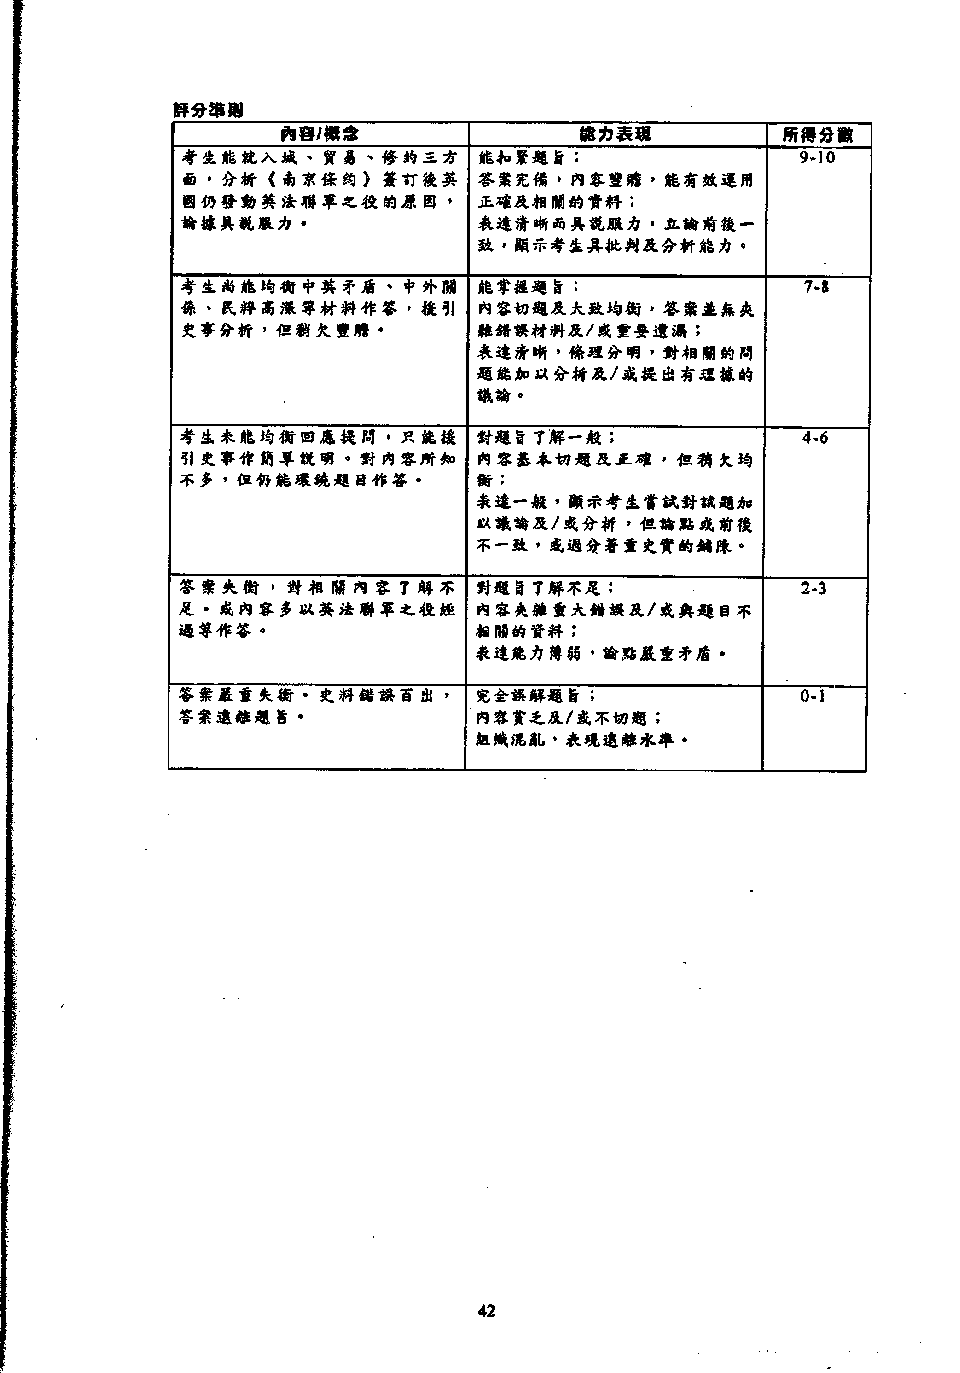 評分準則
內容/概念 能力表現 所得分數
考生能就入城、貿易、修約三方 能扣緊題旨; 9-10
面,分析《南京條約》簽訂後英 答案完備,內容豐贍,能有效運用
國仍發動英法聯軍之役的原因, 正確及相關的資料;
論據具說服力。 表達清晰而具說服力,立論前後一
致,顯示考生具批判及分析能力。
考生尚能均衡中英矛盾、中外關 能掌握題旨; 7-8
係、民粹高漲等材料作答,援引 內容切題及大致均衡,答案並無夾
史事分析,但稍欠豐贍。 雜錯誤材料及/或重要遺漏;
表達清晰,條理分明,對相關的問
題能加以分析及/或提出有理據的
議論。
考生未能均衡回應提問,只能援 對題旨了解一般; 4-6
引史事作簡單說明。對內容所知 內容基本切題及正確,但稍欠均
不多,但仍能環繞題目作答。 衡;
表達一般,顯示考生嘗試對試題加
以議論及/或分析,但論點或前後
不一致,或過分着重史實的鋪陳。
答案失衡,對相關內容了解不 對題旨了解不足; 2-3
足。或內容多以英法聯軍之役經 內容夾雜重大錯誤及/或與題目不
過等作答。 相關的資料;
表達能力薄弱,論點嚴重矛盾。
答案嚴重失衡。史料錯誤百出, 完全誤解題旨; 0-1
答案遠離題旨。 內容貧乏及/或不切題;
組織混亂,表現遠離水準。
42